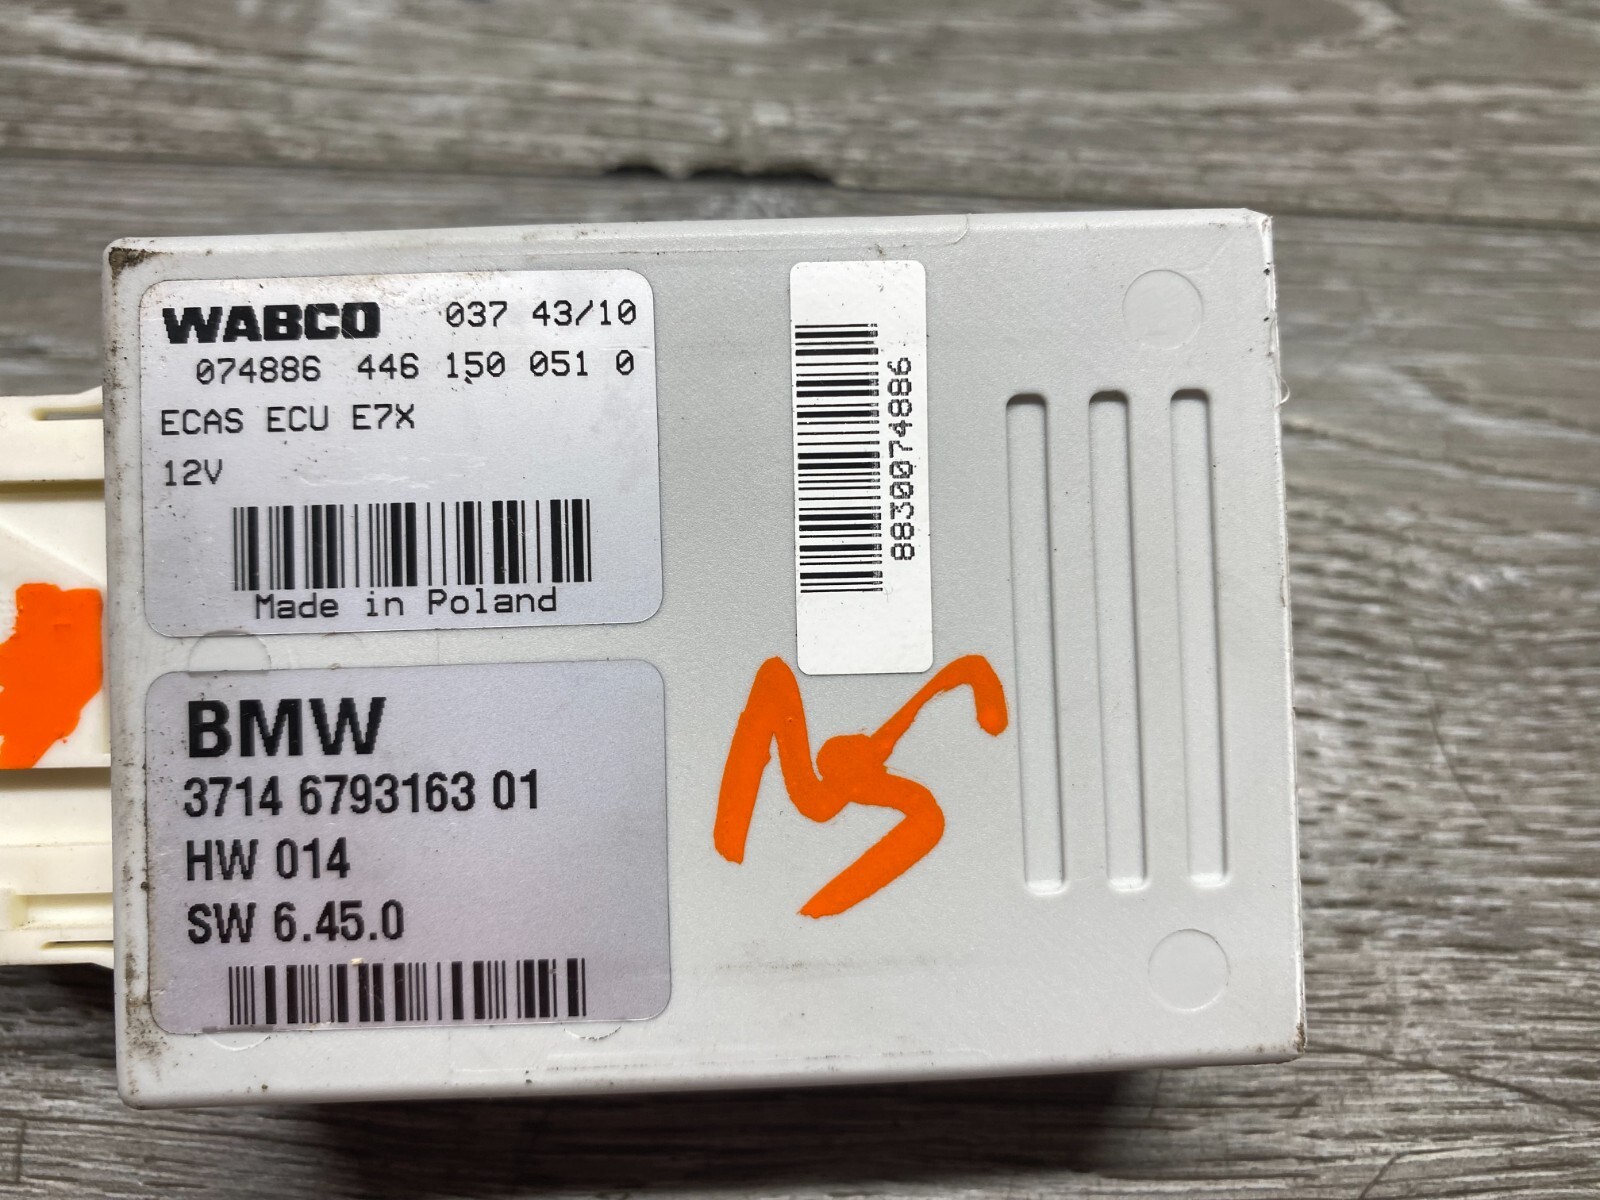 WABCO 037 43/10
074886 446 150 051 0
ECAS ECU E7X
12V
Made in Poland
BMW
3714 6793163 01
HW 014
SW 6.45.0
8830074886